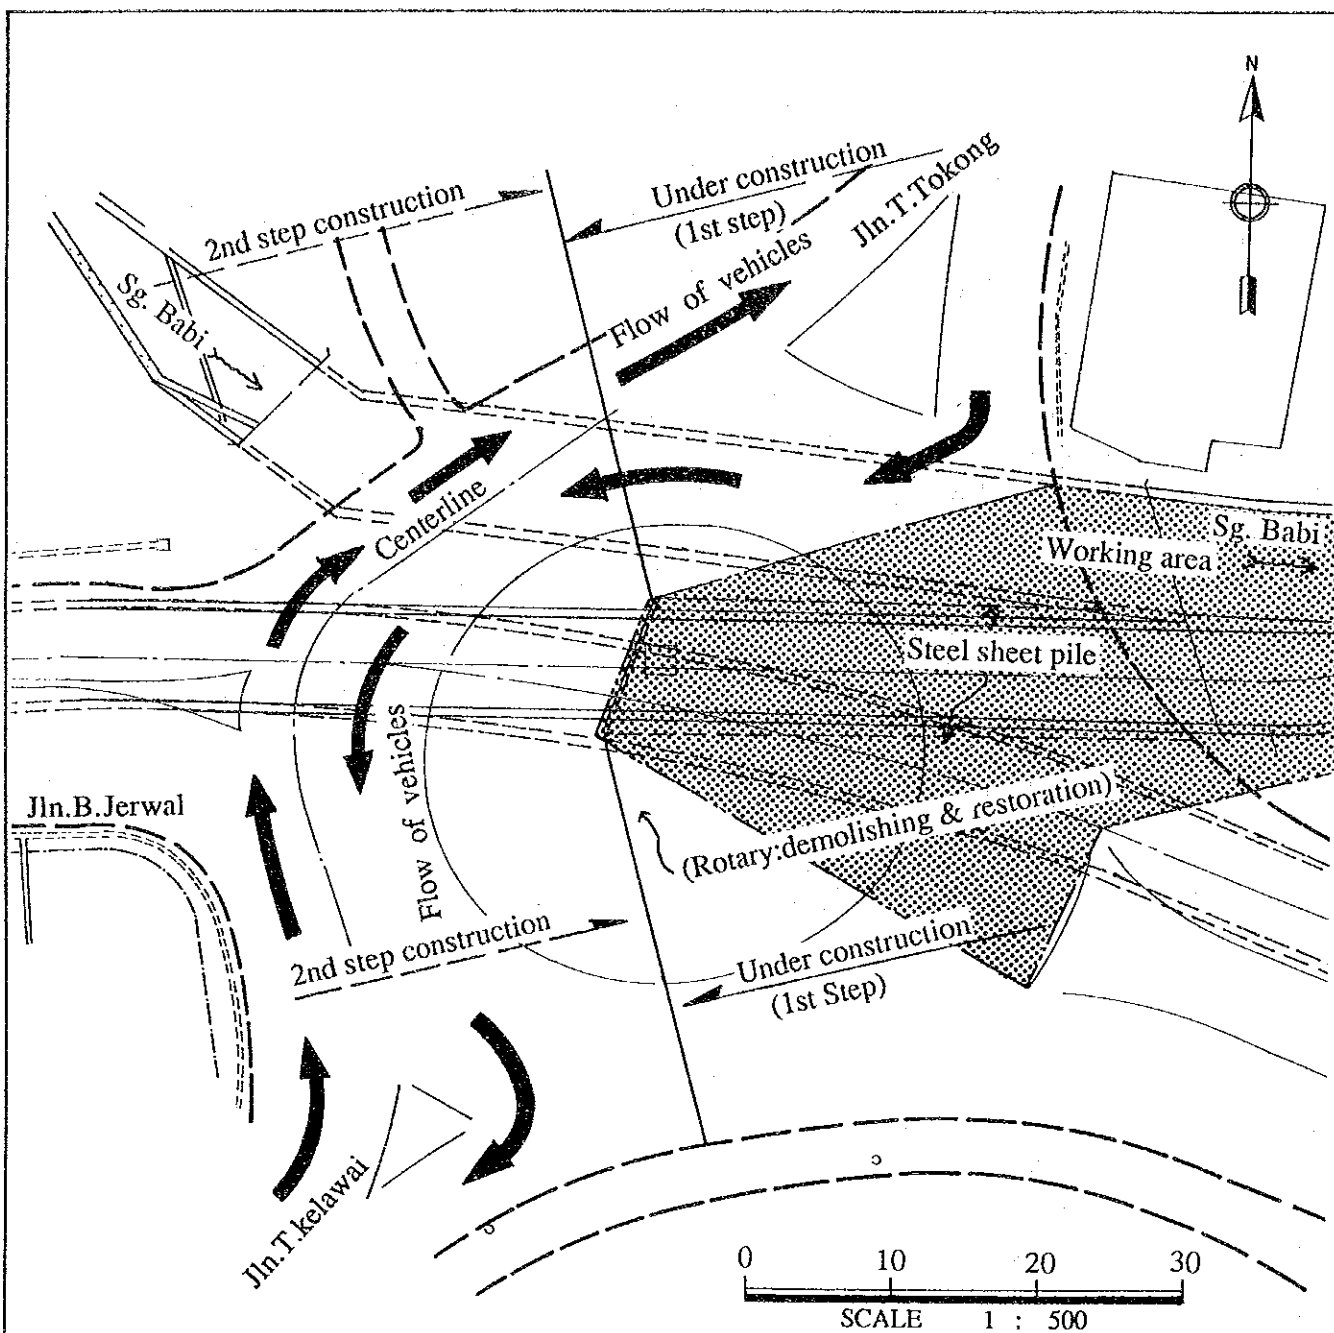 N
2nd step construction
Under construction
(1st step)
Jln.T.Tokong
Flow of vehicles
Sg. Babi
Centerline
Sg. Babi
Working area
Steel sheet pile
Flow of vehicles
Jln.B.Jerwal
(Rotary:demolishing & restoration)
2nd step construction
Under construction
(1st Step)
Jln.T.kelawai
0 10 20 30
SCALE 1 : 500